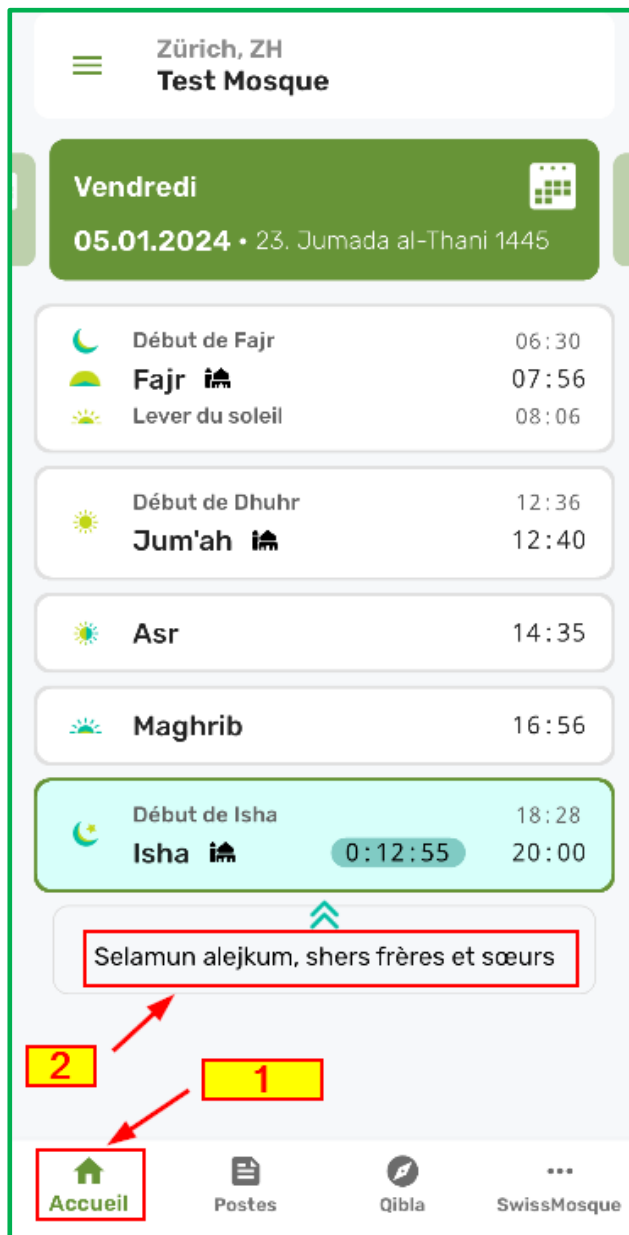 Zürich, ZH
Test Mosque
Vendredi
05.01.2024 • 23. Jumada al-Thani 1445
Début de Fajr 06:30
Fajr 07:56
Lever du soleil 08:06
Début de Dhuhr 12:36
Jum'ah 12:40
Asr 14:35
Maghrib 16:56
Début de Isha 18:28
Isha 0:12:55 20:00
Selamun alejkum, shers frères et sœurs
2
1
Accueil Postes Qibla SwissMosque